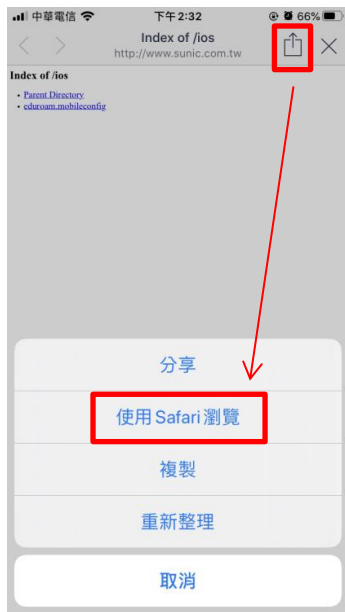 中華電信 下午2:32 66%
Index of /ios
http://www.sunic.com.tw
Index of /ios
• Parent Directory
• eduroam.mobileconfig
分享
使用 Safari 瀏覽
複製
重新整理
取消